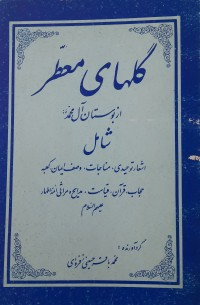 گلهای معطر
از بوستان آل محمد
شامل
اشعار توحیدی، مناجات، وصف ایمان، کعبه
حجاب، قرآن، قیامت، مدایح و مراثی ائمه اطهار
علیهم السلام
گردآورنده:
محمد باقر حسینی